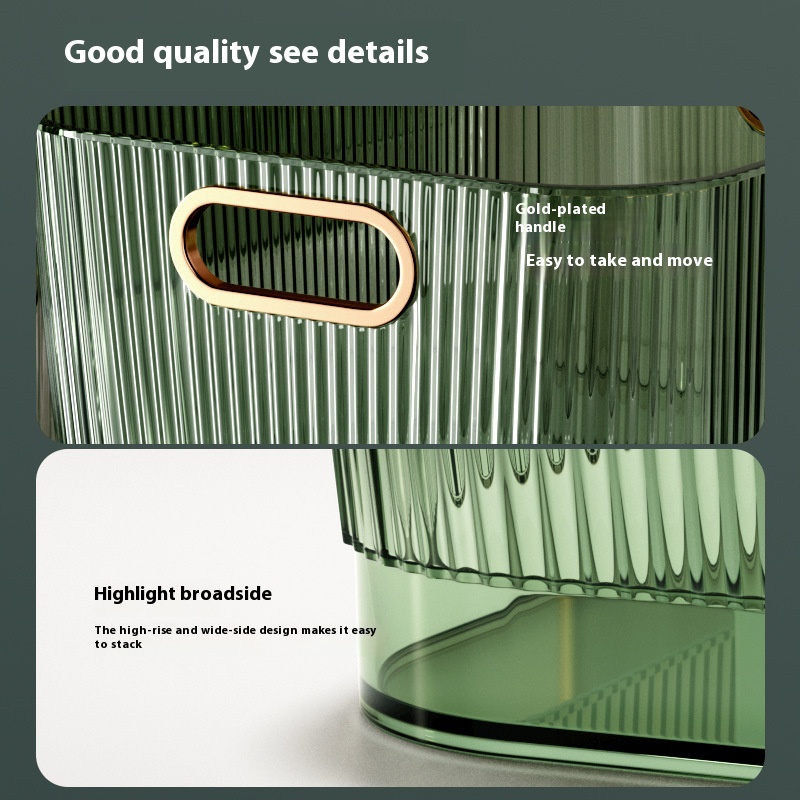 Good quality see details
Gold-plated
handle
Easy to take and move
Highlight broadside
The high-rise and wide-side design makes it easy
to stack